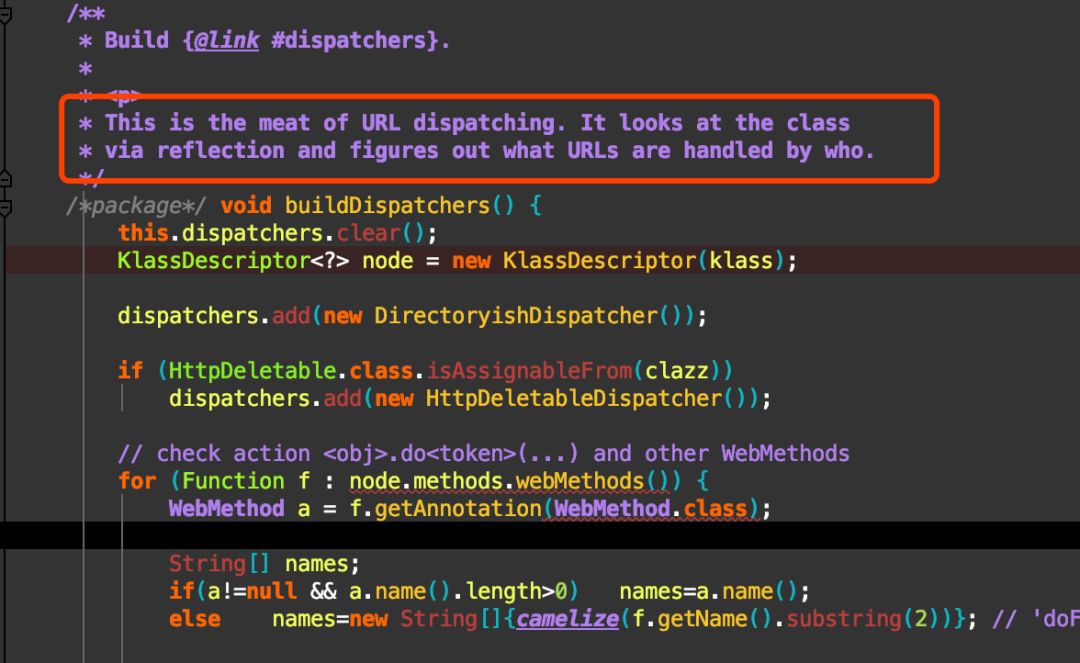 /**
* Build {@link #dispatchers}.
*
* <p>
* This is the meat of URL dispatching. It looks at the class
* via reflection and figures out what URLs are handled by who.
*/
/*package*/ void buildDispatchers() {
this.dispatchers.clear();
KlassDescriptor<?> node = new KlassDescriptor(klass);
dispatchers.add(new DirectoryishDispatcher());
if (HttpDeletable.class.isAssignableFrom(clazz))
dispatchers.add(new HttpDeletableDispatcher());
// check action <obj>.do<token>(...) and other WebMethods
for (Function f : node.methods.webMethods()) {
WebMethod a = f.getAnnotation(WebMethod.class);
String[] names;
if(a!=null && a.name().length>0)   names=a.name();
else    names=new String[]{camelize(f.getName().substring(2))}; // 'doF